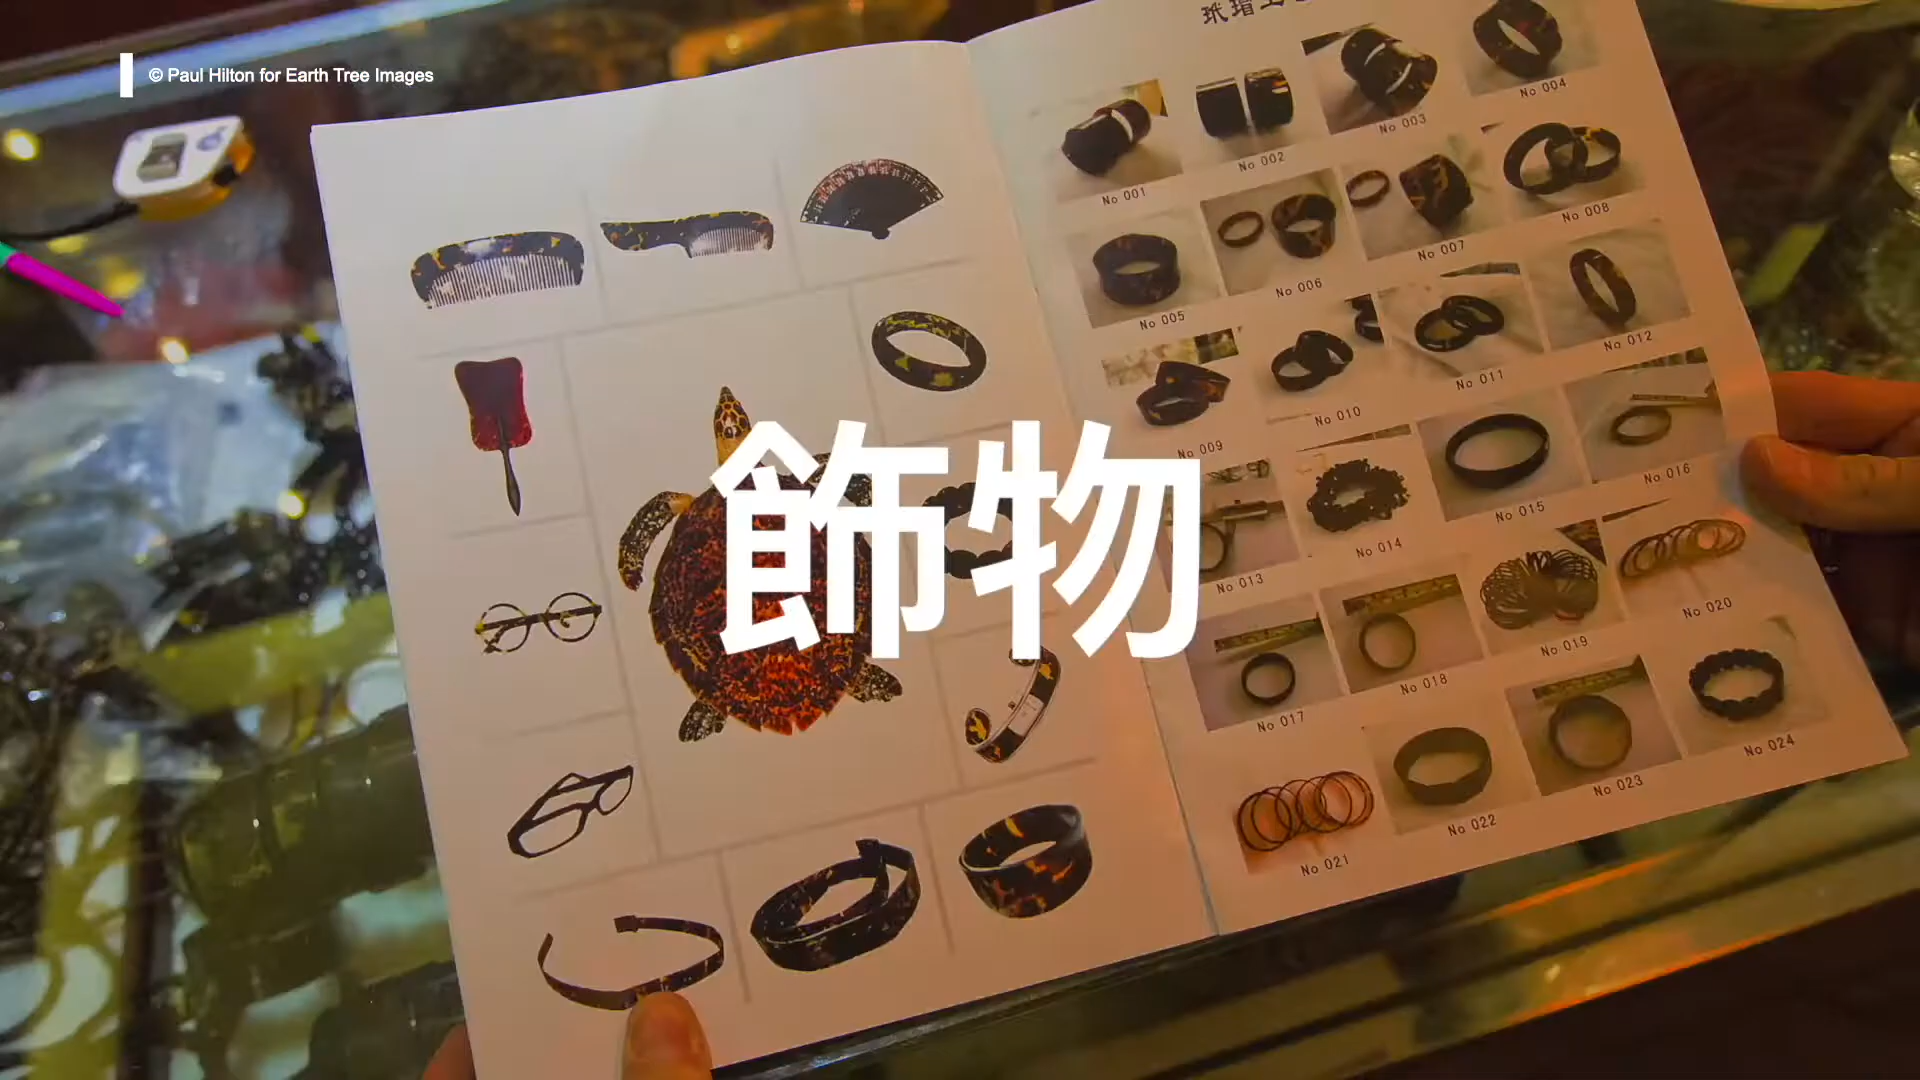 © Paul Hilton for Earth Tree Images
飾物
No 001
No 002
No 003
No 004
No 005
No 006
No 007
No 008
No 009
No 010
No 011
No 012
No 013
No 014
No 015
No 016
No 017
No 018
No 019
No 020
No 021
No 022
No 023
No 024